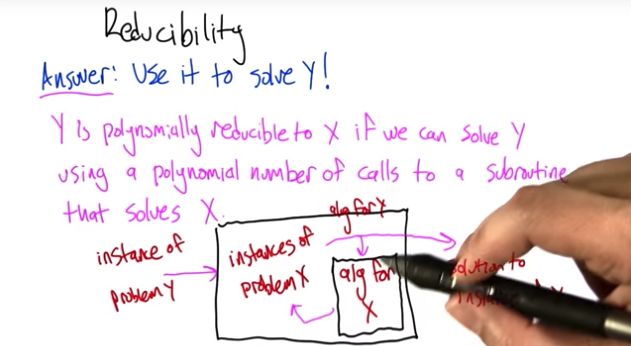 Reducibility
Answer: Use it to solve Y!
Y is polynomially reducible to X if we can solve Y
using a polynomial number of calls to a subroutine
that solves X.
alg for Y
instance of
problem Y
instances of
problem X
alg for
X
solution to